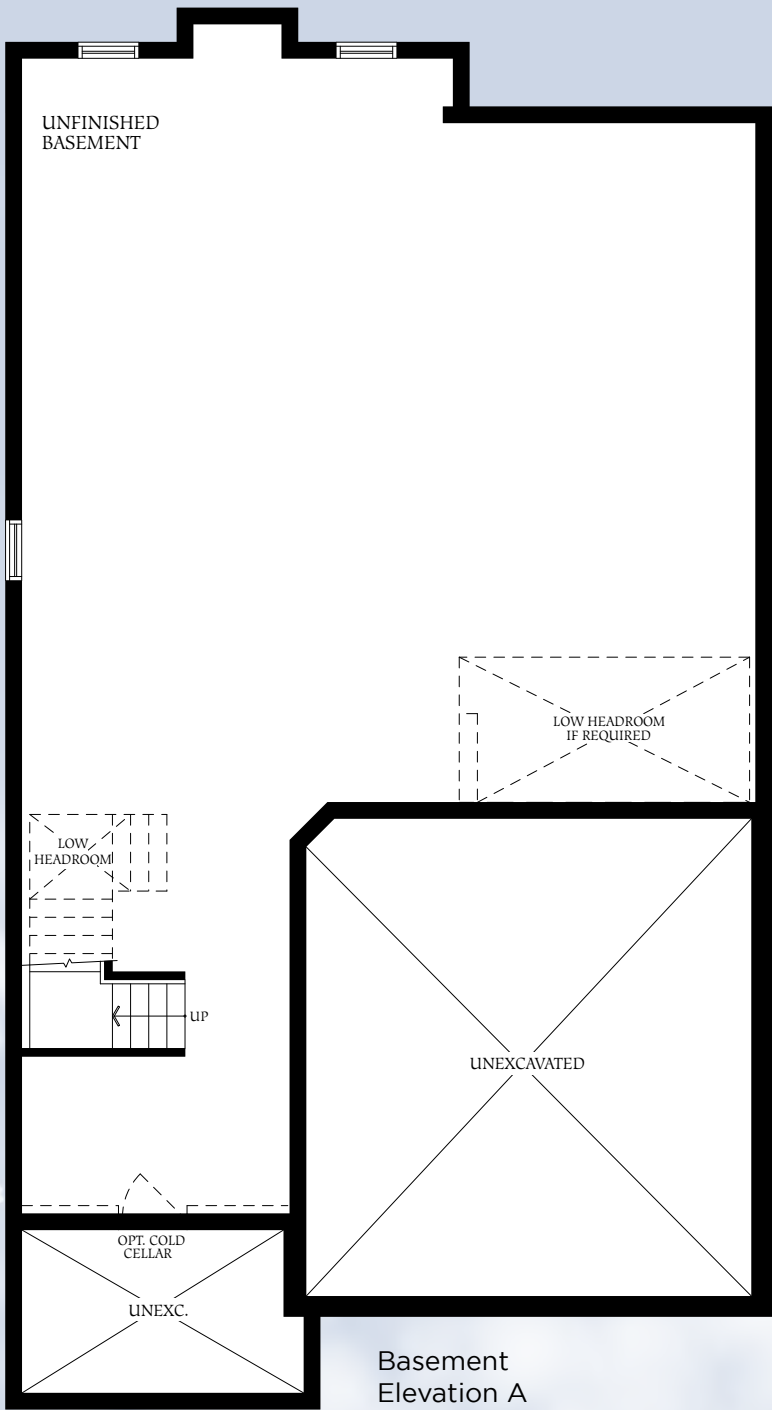 UNFINISHED
BASEMENT
LOW HEADROOM
IF REQUIRED
LOW
HEADROOM
UP
UNEXCAVATED
OPT. COLD
CELLAR
UNEXC.
Basement
Elevation A